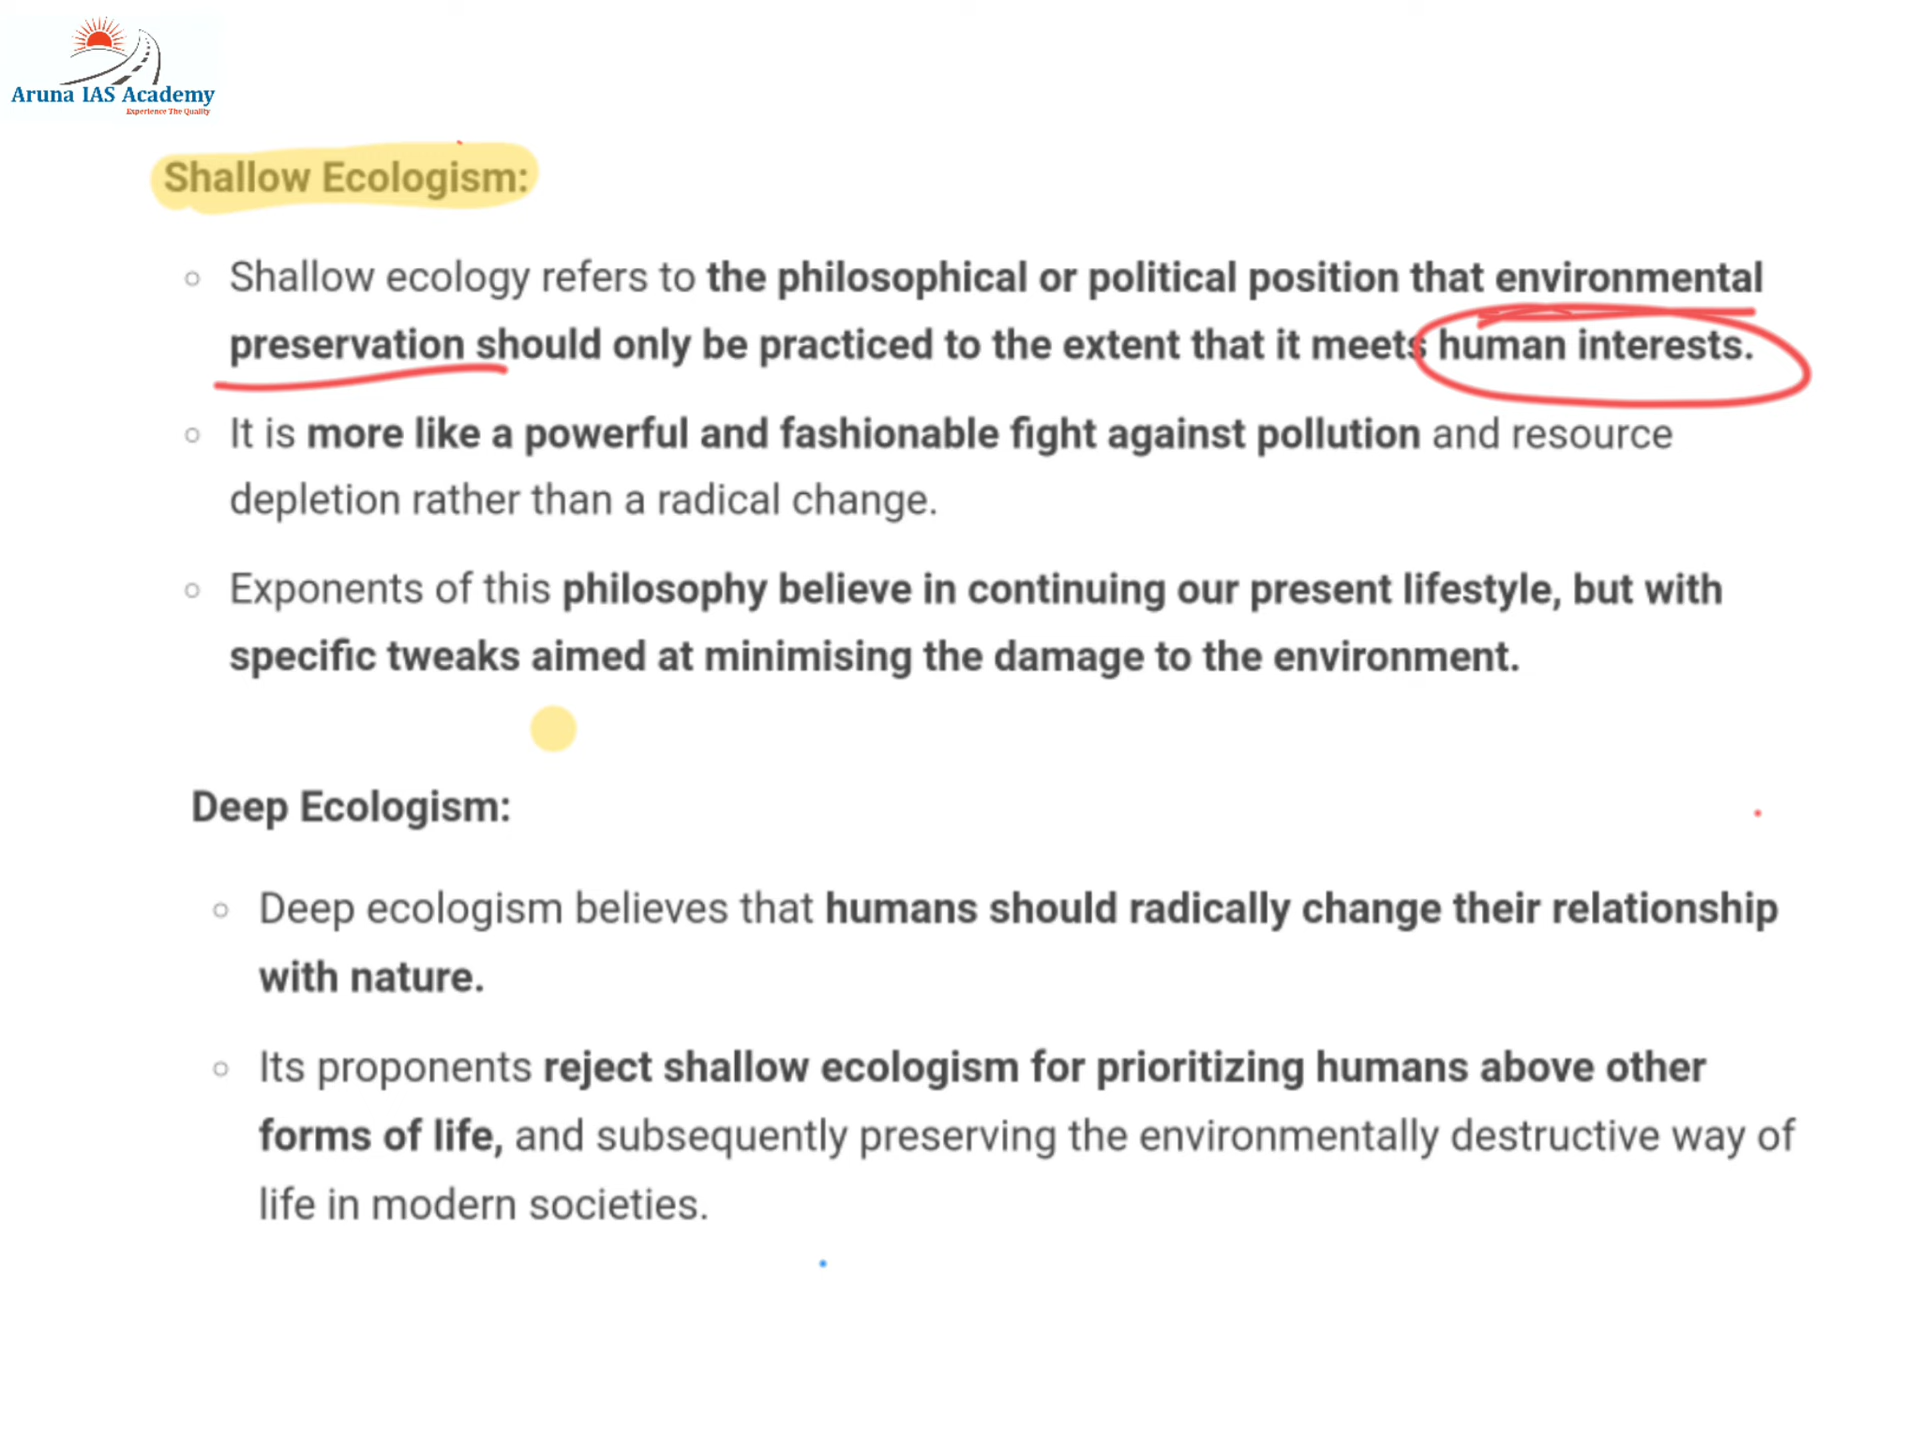 Aruna IAS Academy
Experience The Quality
Shallow Ecologism:
Shallow ecology refers to the philosophical or political position that environmental
preservation should only be practiced to the extent that it meets human interests.
It is more like a powerful and fashionable fight against pollution and resource
depletion rather than a radical change.
Exponents of this philosophy believe in continuing our present lifestyle, but with
specific tweaks aimed at minimising the damage to the environment.
Deep Ecologism:
Deep ecologism believes that humans should radically change their relationship
with nature.
Its proponents reject shallow ecologism for prioritizing humans above other
forms of life, and subsequently preserving the environmentally destructive way of
life in modern societies.